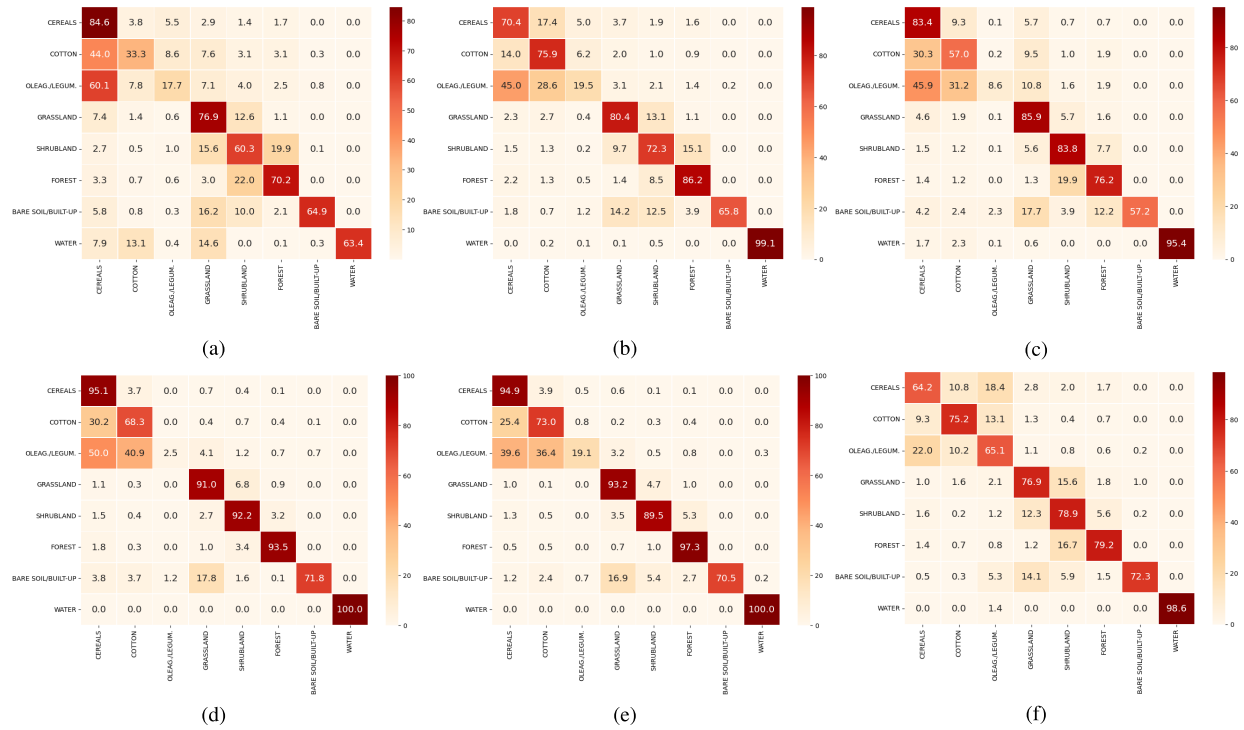 CEREALS 84.6 3.8 5.5 2.9 1.4 1.7 0.0 0.0
COTTON 44.0 33.3 8.6 7.6 3.1 3.1 0.3 0.0
OLEAG./LEGUM. 60.1 7.8 17.7 7.1 4.0 2.5 0.8 0.0
GRASSLAND 7.4 1.4 0.6 76.9 12.6 1.1 0.0 0.0
SHRUBLAND 2.7 0.5 1.0 15.6 60.3 19.9 0.1 0.0
FOREST 3.3 0.7 0.6 3.0 22.0 70.2 0.0 0.0
BARE SOIL/BUILT-UP 5.8 0.8 0.3 16.2 10.0 2.1 64.9 0.0
WATER 7.9 13.1 0.4 14.6 0.0 0.1 0.3 63.4
CEREALS
COTTON
OLEAG./LEGUM.
GRASSLAND
SHRUBLAND
FOREST
BARE SOIL/BUILT-UP
WATER
80
70
60
50
40
30
20
10
(a)
CEREALS 70.4 17.4 5.0 3.7 1.9 1.6 0.0 0.0
COTTON 14.0 75.9 6.2 2.0 1.0 0.9 0.0 0.0
OLEAG./LEGUM. 45.0 28.6 19.5 3.1 2.1 1.4 0.2 0.0
GRASSLAND 2.3 2.7 0.4 80.4 13.1 1.1 0.0 0.0
SHRUBLAND 1.5 1.3 0.2 9.7 72.3 15.1 0.0 0.0
FOREST 2.2 1.3 0.5 1.4 8.5 86.2 0.0 0.0
BARE SOIL/BUILT-UP 1.8 0.7 1.2 14.2 12.5 3.9 65.8 0.0
WATER 0.0 0.2 0.1 0.1 0.5 0.0 0.0 99.1
CEREALS
COTTON
OLEAG./LEGUM.
GRASSLAND
SHRUBLAND
FOREST
BARE SOIL/BUILT-UP
WATER
80
60
40
20
0
(b)
CEREALS 83.4 9.3 0.1 5.7 0.7 0.7 0.0 0.0
COTTON 30.3 57.0 0.2 9.5 1.0 1.9 0.0 0.0
OLEAG./LEGUM. 45.9 31.2 8.6 10.8 1.6 1.9 0.0 0.0
GRASSLAND 4.6 1.9 0.1 85.9 5.7 1.6 0.0 0.0
SHRUBLAND 1.5 1.2 0.1 5.6 83.8 7.7 0.0 0.0
FOREST 1.4 1.2 0.0 1.3 19.9 76.2 0.0 0.0
BARE SOIL/BUILT-UP 4.2 2.4 2.3 17.7 3.9 12.2 57.2 0.0
WATER 1.7 2.3 0.1 0.6 0.0 0.0 0.0 95.4
CEREALS
COTTON
OLEAG./LEGUM.
GRASSLAND
SHRUBLAND
FOREST
BARE SOIL/BUILT-UP
WATER
80
60
40
20
0
(c)
CEREALS 95.1 3.7 0.0 0.7 0.4 0.1 0.0 0.0
COTTON 30.2 68.3 0.0 0.4 0.7 0.4 0.1 0.0
OLEAG./LEGUM. 50.0 40.9 2.5 4.1 1.2 0.7 0.7 0.0
GRASSLAND 1.1 0.3 0.0 91.0 6.8 0.9 0.0 0.0
SHRUBLAND 1.5 0.4 0.0 2.7 92.2 3.2 0.0 0.0
FOREST 1.8 0.3 0.0 1.0 3.4 93.5 0.0 0.0
BARE SOIL/BUILT-UP 3.8 3.7 1.2 17.8 1.6 0.1 71.8 0.0
WATER 0.0 0.0 0.0 0.0 0.0 0.0 0.0 100.0
CEREALS
COTTON
OLEAG./LEGUM.
GRASSLAND
SHRUBLAND
FOREST
BARE SOIL/BUILT-UP
WATER
100
80
60
40
20
0
(d)
CEREALS 94.9 3.9 0.5 0.6 0.1 0.1 0.0 0.0
COTTON 25.4 73.0 0.8 0.2 0.3 0.4 0.0 0.0
OLEAG./LEGUM. 39.6 36.4 19.1 3.2 0.5 0.8 0.0 0.3
GRASSLAND 1.0 0.1 0.0 93.2 4.7 1.0 0.0 0.0
SHRUBLAND 1.3 0.5 0.0 3.5 89.5 5.3 0.0 0.0
FOREST 0.5 0.5 0.0 0.7 1.0 97.3 0.0 0.0
BARE SOIL/BUILT-UP 1.2 2.4 0.7 16.9 5.4 2.7 70.5 0.2
WATER 0.0 0.0 0.0 0.0 0.0 0.0 0.0 100.0
CEREALS
COTTON
OLEAG./LEGUM.
GRASSLAND
SHRUBLAND
FOREST
BARE SOIL/BUILT-UP
WATER
100
80
60
40
20
0
(e)
CEREALS 64.2 10.8 18.4 2.8 2.0 1.7 0.0 0.0
COTTON 9.3 75.2 13.1 1.3 0.4 0.7 0.0 0.0
OLEAG./LEGUM. 22.0 10.2 65.1 1.1 0.8 0.6 0.2 0.0
GRASSLAND 1.0 1.6 2.1 76.9 15.6 1.8 1.0 0.0
SHRUBLAND 1.6 0.2 1.2 12.3 78.9 5.6 0.2 0.0
FOREST 1.4 0.7 0.8 1.2 16.7 79.2 0.0 0.0
BARE SOIL/BUILT-UP 0.5 0.3 5.3 14.1 5.9 1.5 72.3 0.0
WATER 0.0 0.0 1.4 0.0 0.0 0.0 0.0 98.6
CEREALS
COTTON
OLEAG./LEGUM.
GRASSLAND
SHRUBLAND
FOREST
BARE SOIL/BUILT-UP
WATER
80
60
40
20
0
(f)